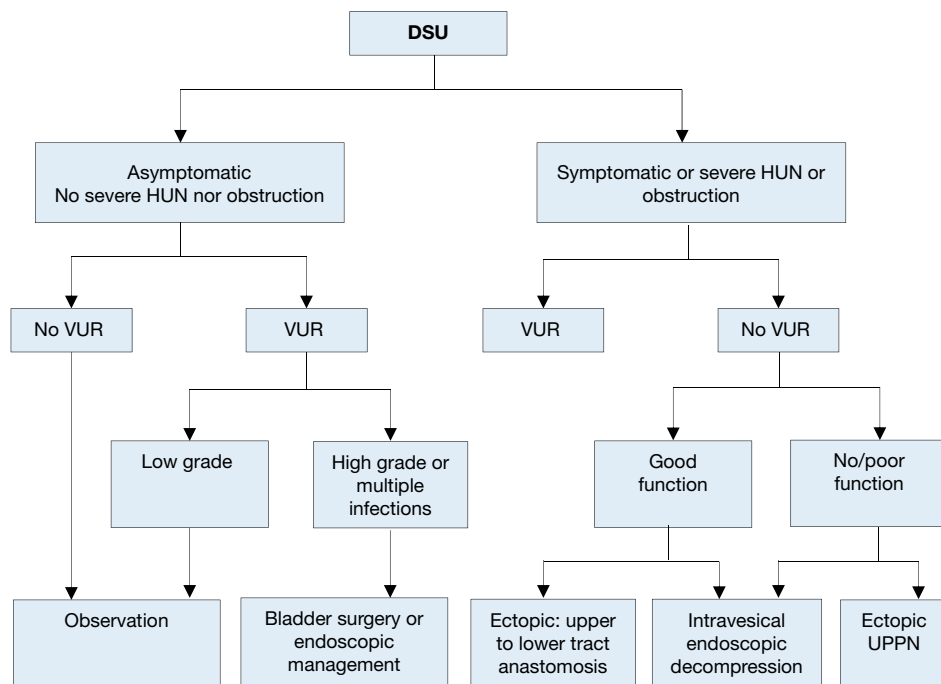 DSU
Asymptomatic
No severe HUN nor obstruction
Symptomatic or severe HUN or
obstruction
No VUR
VUR
VUR
No VUR
Low grade
High grade or
multiple
infections
Good
function
No/poor
function
Observation
Bladder surgery or
endoscopic
management
Ectopic: upper
to lower tract
anastomosis
Intravesical
endoscopic
decompression
Ectopic
UPPN